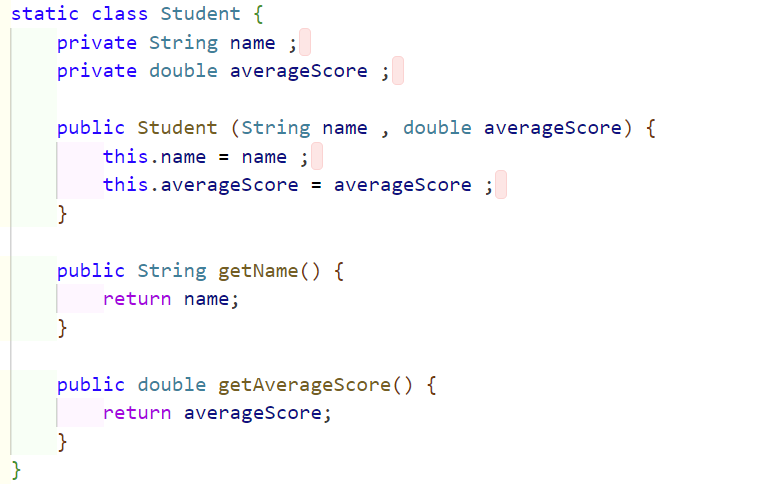 static class Student {
    private String name ;
    private double averageScore ;

    public Student (String name , double averageScore) {
        this.name = name ;
        this.averageScore = averageScore ;
    }

    public String getName() {
        return name;
    }

    public double getAverageScore() {
        return averageScore;
    }
}